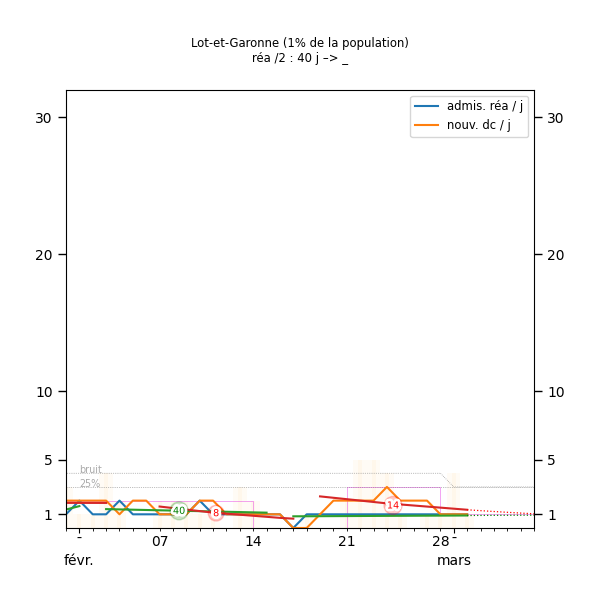 Lot-et-Garonne (1% de la population)
réa /2 : 40 j –> _
admis. réa / j
nouv. dc / j
30
30
20
20
10
10
5
5
1
1
bruit
25%
40
8
14
-
07
14
21
28
-
févr.
mars